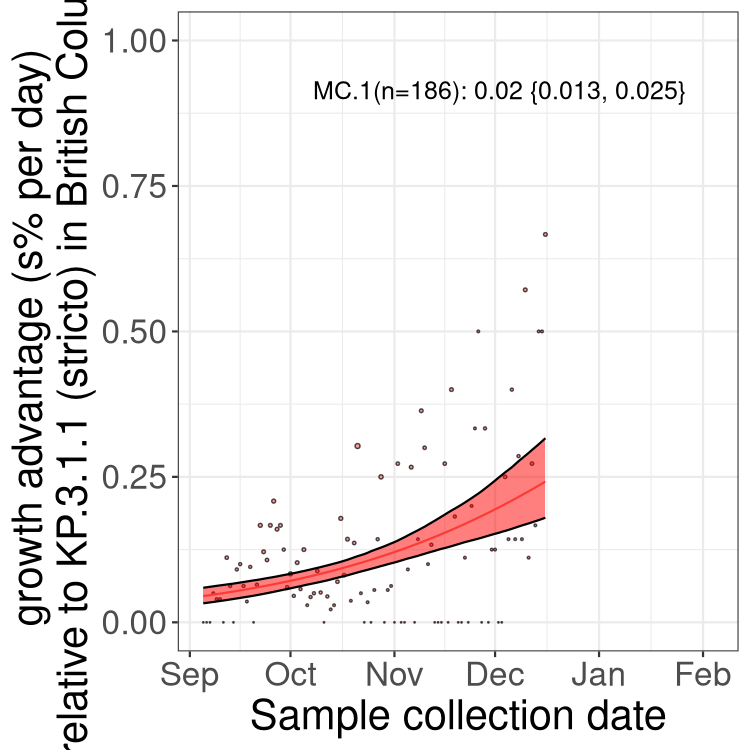 growth advantage (s% per day)
relative to KP.3.1.1 (stricto) in British Colu
1.00
0.75
0.50
0.25
0.00
MC.1(n=186): 0.02 {0.013, 0.025}
Sep Oct Nov Dec Jan Feb
Sample collection date